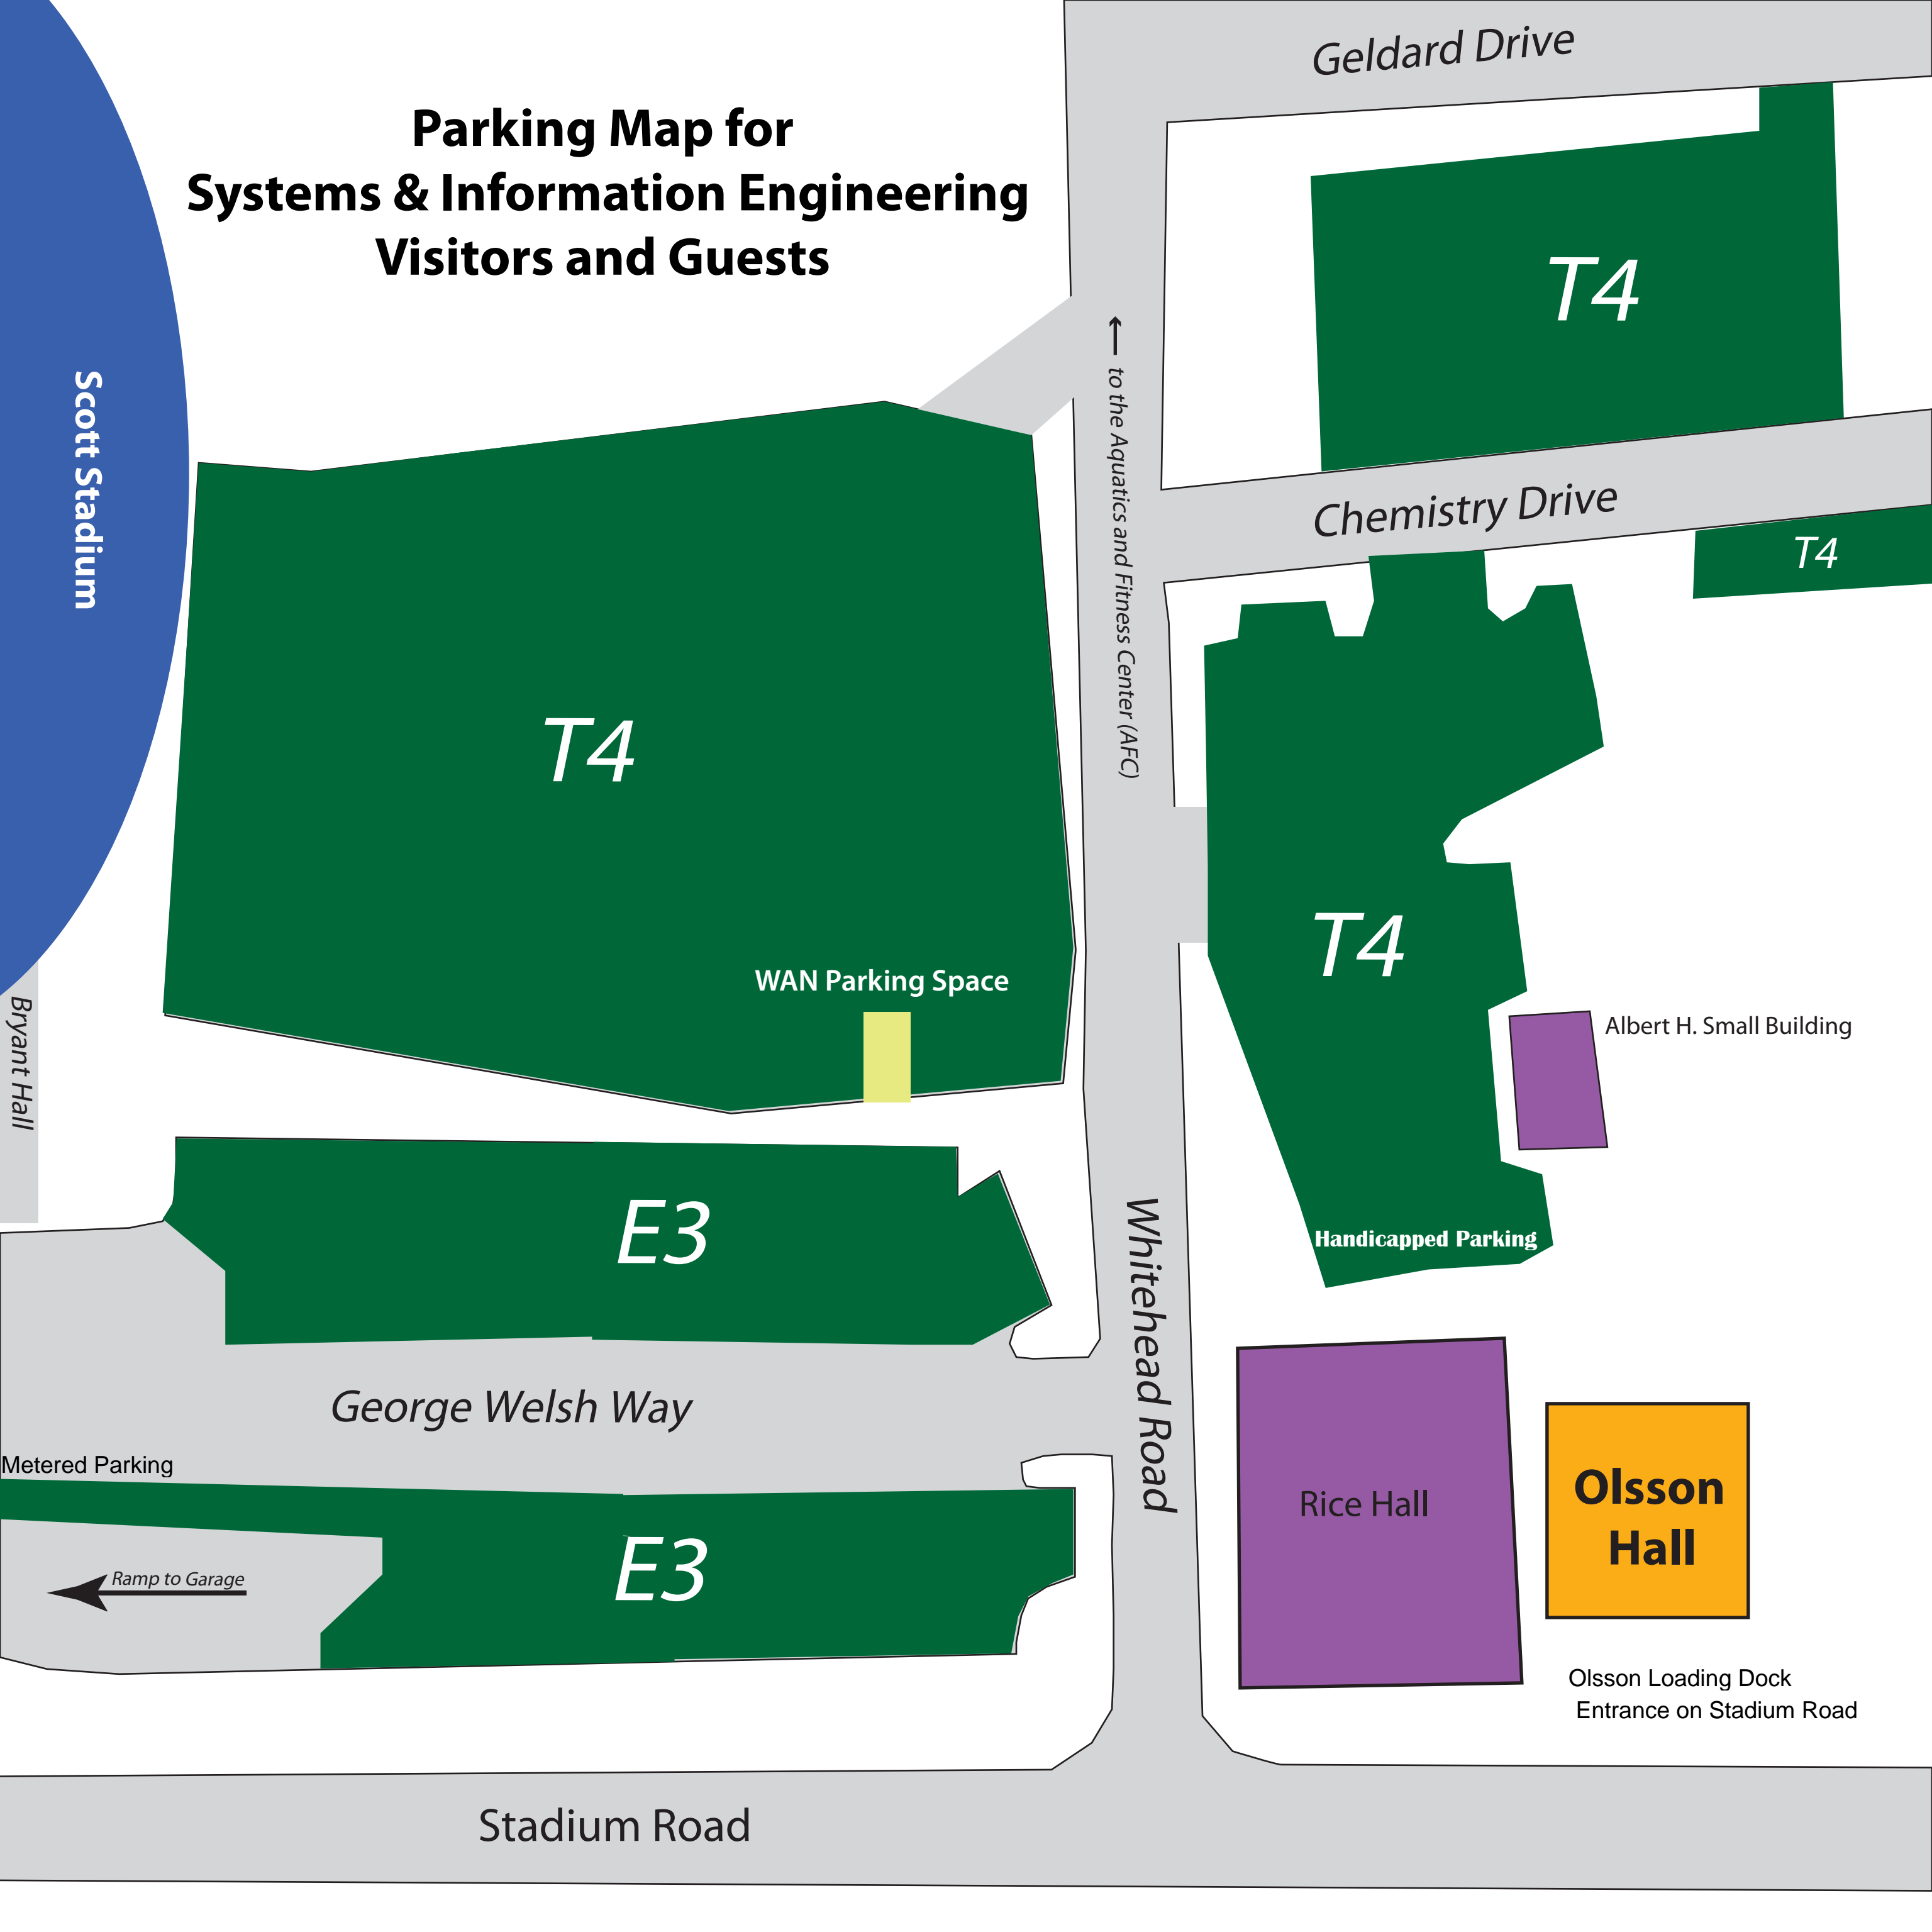 Geldard Drive
Parking Map for
Systems & Information Engineering
Visitors and Guests
T4
← to the Aquatics and Fitness Center (AFC)
Scott Stadium
Chemistry Drive
T4
T4
T4
WAN Parking Space
Bryant Hall
Albert H. Small Building
E3
Whitehead Road
Handicapped Parking
George Welsh Way
Metered Parking
Rice Hall
Olsson
Hall
E3
Ramp to Garage
Olsson Loading Dock
Entrance on Stadium Road
Stadium Road